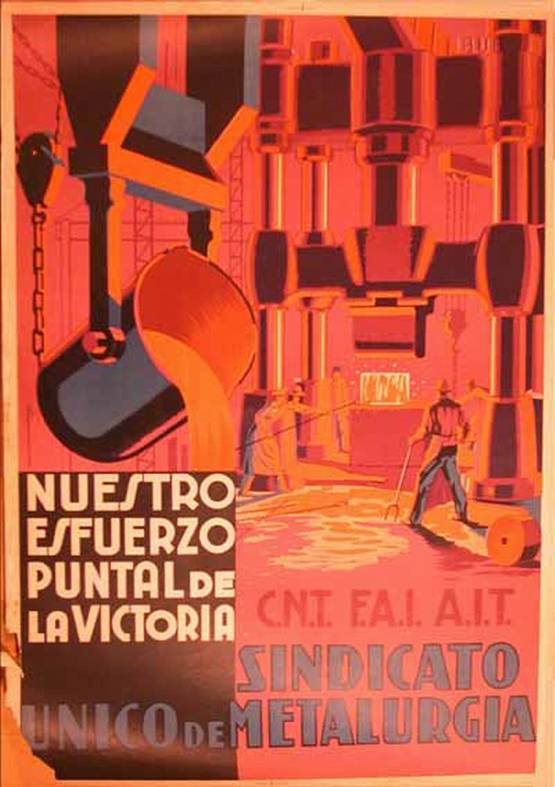 NUESTRO
ESFUERZO
PUNTAL DE
LA VICTORIA
C.N.T. F.A.I. A.I.T.
SINDICATO
UNICO DE METALURGIA